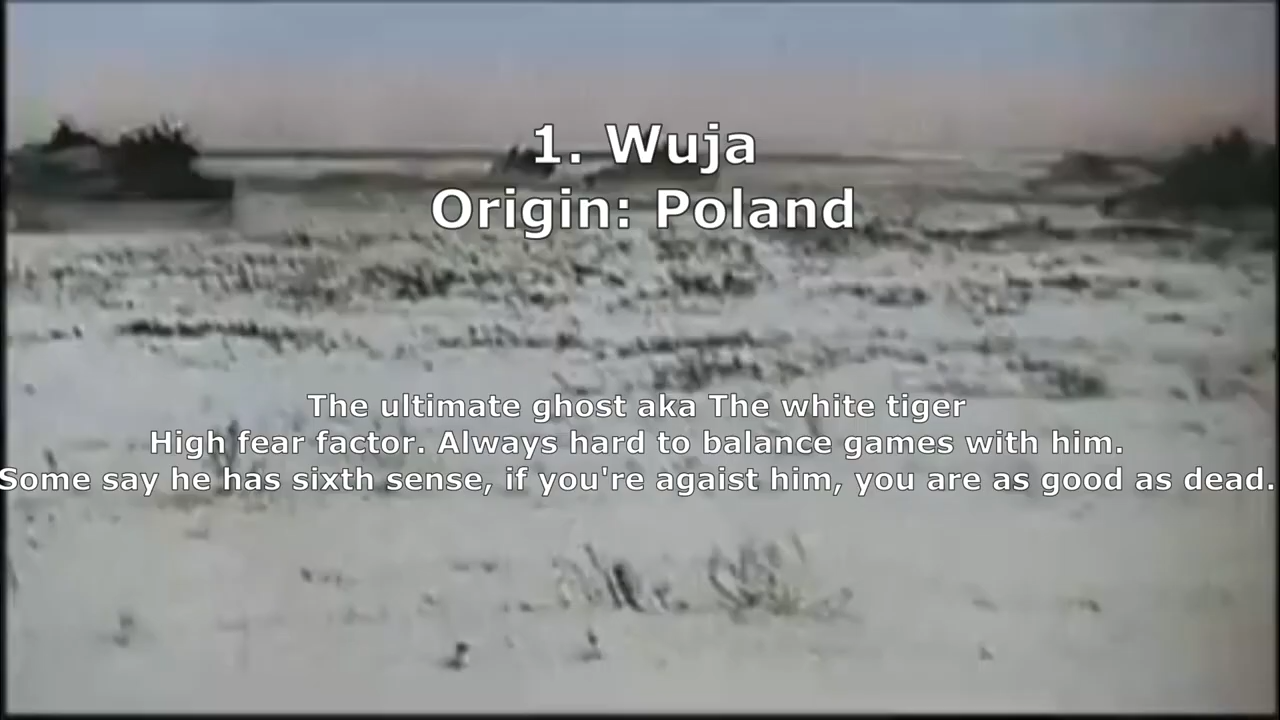 1. Wuja
Origin: Poland
The ultimate ghost aka The white tiger
High fear factor. Always hard to balance games with him.
Some say he has sixth sense, if you're agaist him, you are as good as dead.